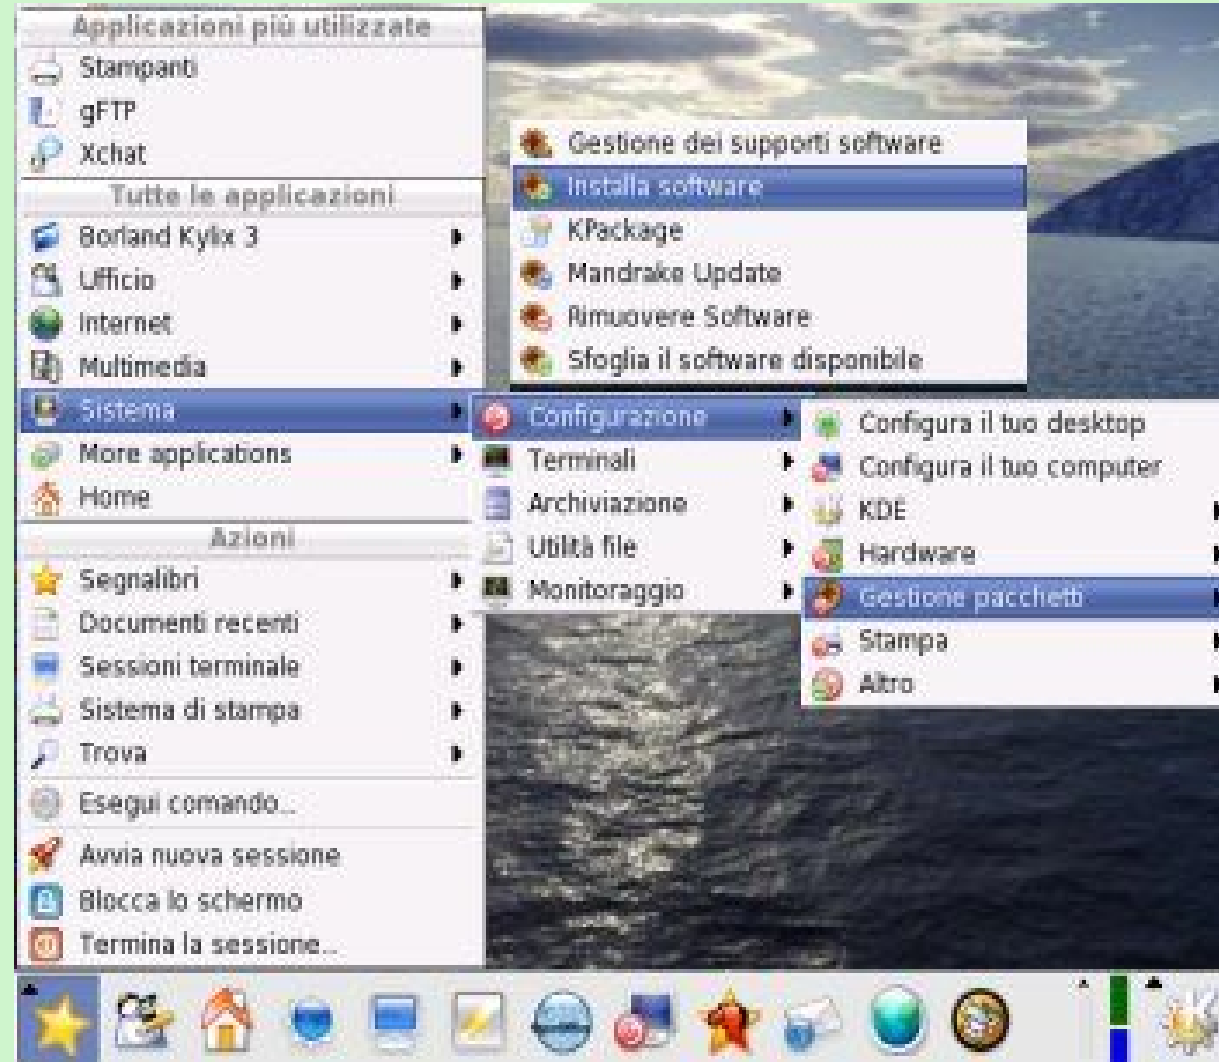 Applicazioni più utilizzate
Stampanti
gFTP
Xchat
Tutte le applicazioni
Borland Kylix 3
Ufficio
Internet
Multimedia
Sistema
More applications
Home
Azioni
Segnalibri
Documenti recenti
Sessioni terminale
Sistema di stampa
Trova
Esegui comando...
Avvia nuova sessione
Blocca lo schermo
Termina la sessione...
Configurazione
Terminali
Archiviazione
Utilità file
Monitoraggio
Configura il tuo desktop
Configura il tuo computer
KDE
Hardware
Gestione pacchetti
Stampa
Altro
Gestione dei supporti software
Installa software
KPackage
Mandrake Update
Rimuovere Software
Sfoglia il software disponibile